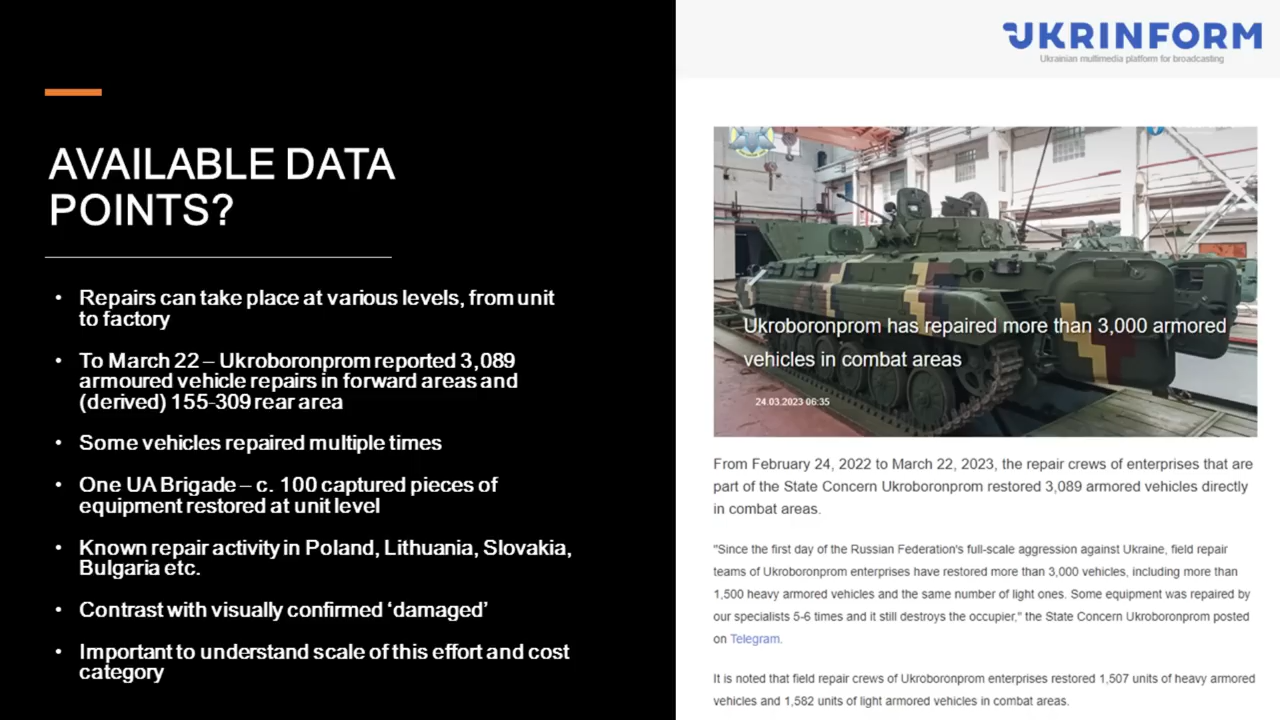 AVAILABLE DATA
POINTS?
• Repairs can take place at various levels, from unit
to factory
• To March 22 – Ukroboronprom reported 3,089
armoured vehicle repairs in forward areas and
(derived) 155-309 rear area
• Some vehicles repaired multiple times
• One UA Brigade – c. 100 captured pieces of
equipment restored at unit level
• Known repair activity in Poland, Lithuania, Slovakia,
Bulgaria etc.
• Contrast with visually confirmed ‘damaged’
• Important to understand scale of this effort and cost
category
UKRINFORM
Ukrainian multimedia platform for broadcasting
Ukroboronprom has repaired more than 3,000 armored
vehicles in combat areas
24.03.2023 06:35
From February 24, 2022 to March 22, 2023, the repair crews of enterprises that are
part of the State Concern Ukroboronprom restored 3,089 armored vehicles directly
in combat areas.
"Since the first day of the Russian Federation's full-scale aggression against Ukraine, field repair
teams of Ukroboronprom enterprises have restored more than 3,000 vehicles, including more than
1,500 heavy armored vehicles and the same number of light ones. Some equipment was repaired by
our specialists 5-6 times and it still destroys the occupier," the State Concern Ukroboronprom posted
on Telegram.
It is noted that field repair crews of Ukroboronprom enterprises restored 1,507 units of heavy armored
vehicles and 1,582 units of light armored vehicles in combat areas.